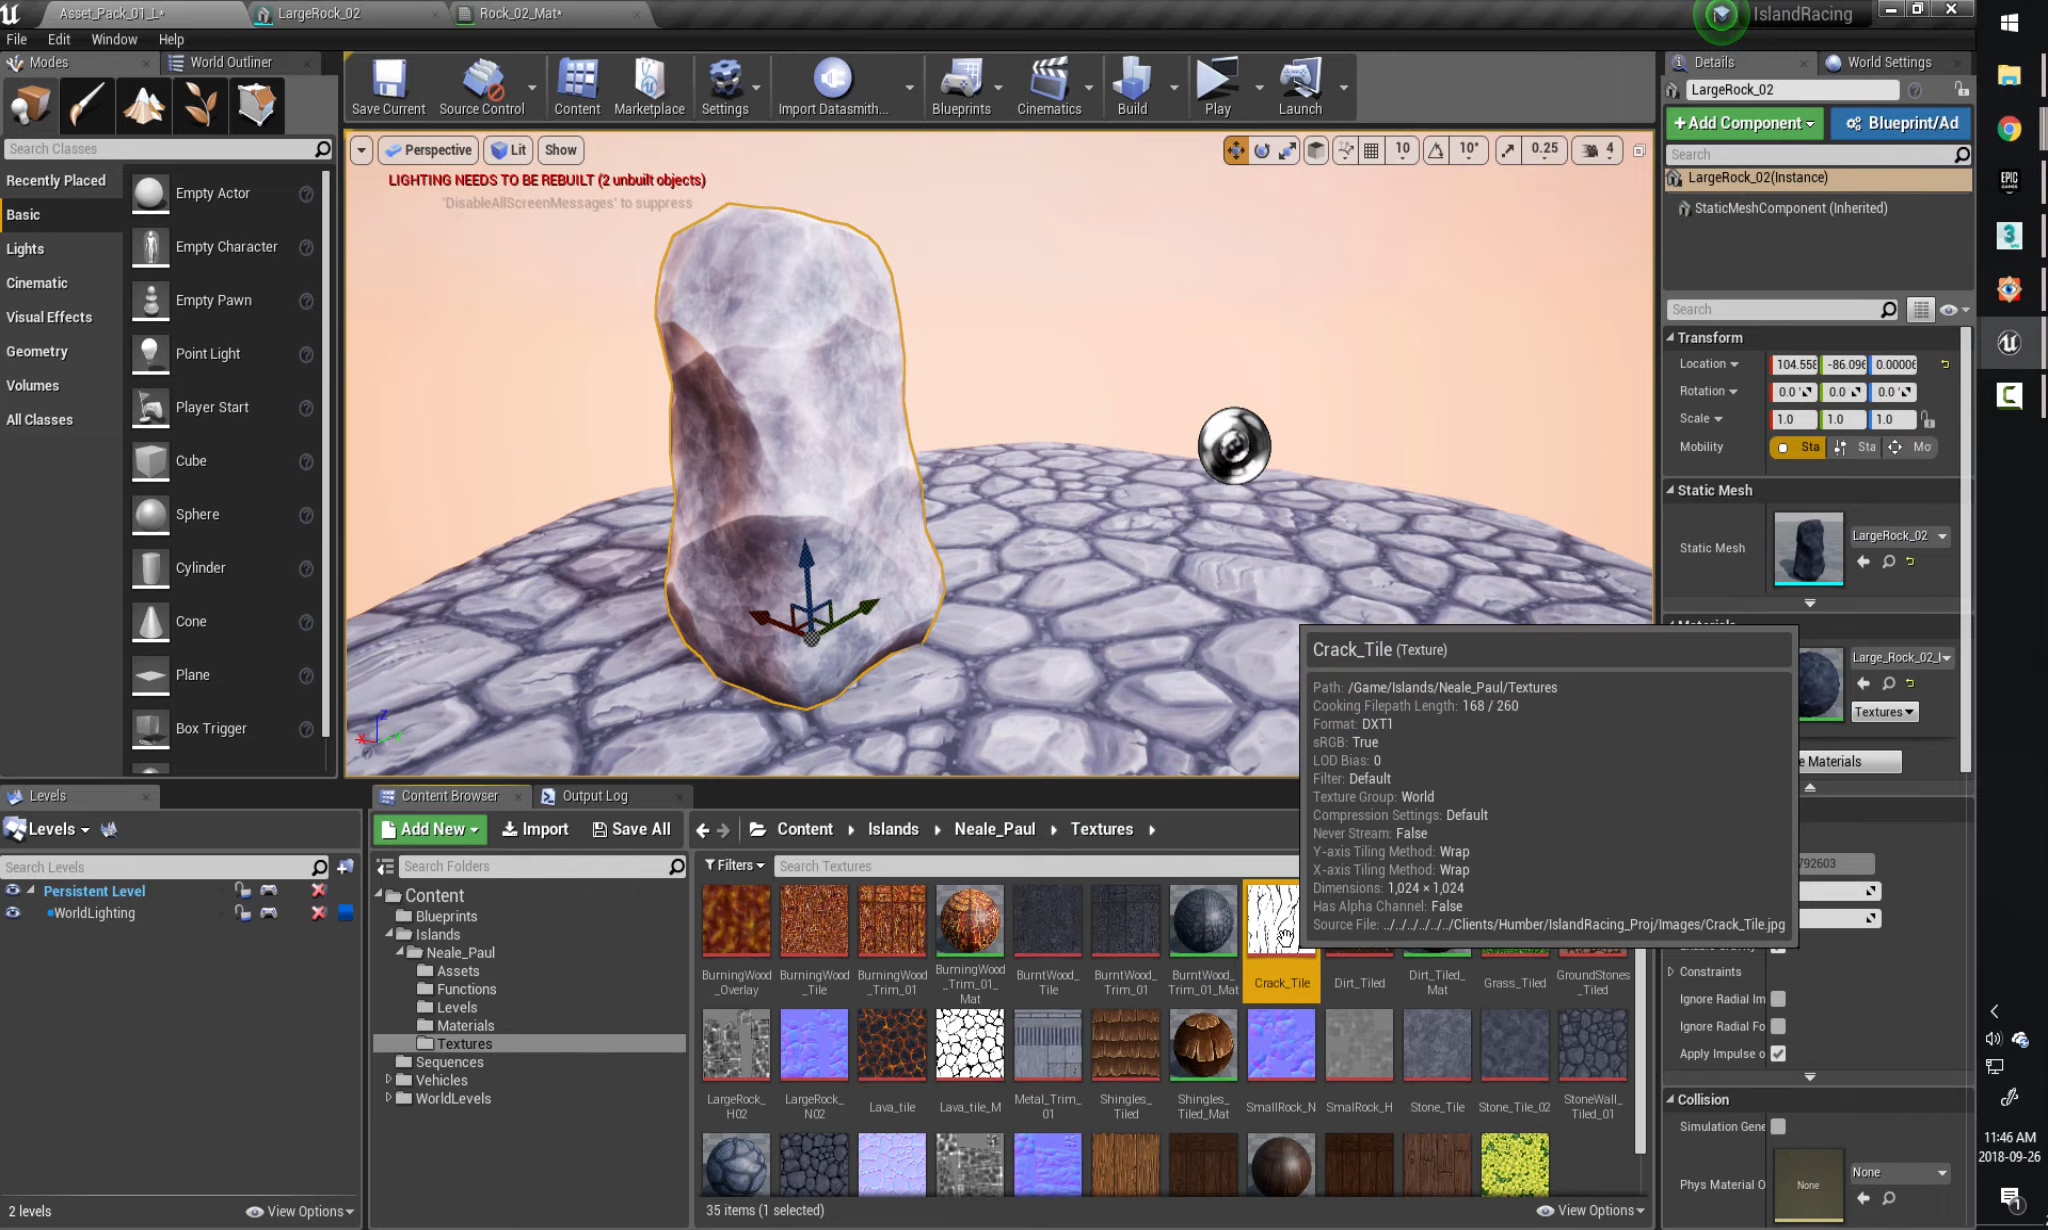 Asset_Pack_01_L*
LargeRock_02
Rock_02_Mat*
IslandRacing
File Edit Window Help
Modes
World Outliner
Search Classes
Recently Placed
Basic
Lights
Cinematic
Visual Effects
Geometry
Volumes
All Classes
Empty Actor
Empty Character
Empty Pawn
Point Light
Player Start
Cube
Sphere
Cylinder
Cone
Plane
Box Trigger
Save Current
Source Control
Content
Marketplace
Settings
Import Datasmith...
Blueprints
Cinematics
Build
Play
Launch
Perspective
Lit
Show
10
10°
0.25
4
LIGHTING NEEDS TO BE REBUILT (2 unbuilt objects)
'DisableAllScreenMessages' to suppress
Details
World Settings
LargeRock_02
+Add Component
Blueprint/Ad
Search
LargeRock_02(Instance)
StaticMeshComponent (Inherited)
Search
Transform
Location 104.558 -86.096 0.00006
Rotation 0.0 ° 0.0 0.0 °
Scale 1.0 1.0 1.0
Mobility Sta Sta Mo
Static Mesh
Static Mesh
LargeRock_02
Large_Rock_02_
Textures
e Materials
792603
Constraints
Ignore Radial Im
Ignore Radial Fo
Apply Impulse o
Collision
Simulation Gene
Phys Material O
None
None
Crack_Tile (Texture)
Path: /Game/Islands/Neale_Paul/Textures
Cooking Filepath Length: 168 / 260
Format: DXT1
sRGB: True
LOD Bias: 0
Filter: Default
Texture Group: World
Compression Settings: Default
Never Stream: False
Y-axis Tiling Method: Wrap
X-axis Tiling Method: Wrap
Dimensions: 1,024 × 1,024
Has Alpha Channel: False
Source File: ../../../../../../Clients/Humber/IslandRacing_Proj/Images/Crack_Tile.jpg
Levels
Levels
Search Levels
Persistent Level
WorldLighting
2 levels
View Options
Content Browser
Output Log
Add New
Import
Save All
Content
Islands
Neale_Paul
Textures
Search Folders
Filters
Search Textures
Content
Blueprints
Islands
Neale_Paul
Assets
Functions
Levels
Materials
Textures
Sequences
Vehicles
WorldLevels
BurningWood_Overlay
BurningWood_Tile
BurningWood_Trim_01
BurningWood_Trim_01_Mat
BurntWood_Tile
BurntWood_Trim_01
BurntWood_Trim_01_Mat
Crack_Tile
Dirt_Tiled
Dirt_Tiled_Mat
Grass_Tiled
GroundStones_Tiled
LargeRock_H02
LargeRock_N02
Lava_tile
Lava_tile_M
Metal_Trim_01
Shingles_Tiled
Shingles_Tiled_Mat
SmallRock_N
SmalRock_H
Stone_Tile
Stone_Tile_02
StoneWall_Tiled_01
35 items (1 selected)
View Options
EPIC
GAMES
3
11:46 AM
2018-09-26
1